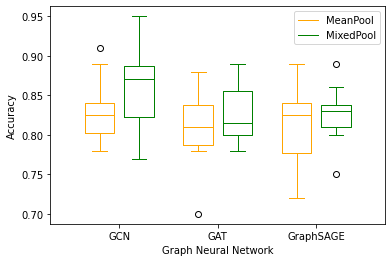 0.95
0.90
0.85
0.80
0.75
0.70
Accuracy
MeanPool
MixedPool
GCN
GAT
GraphSAGE
Graph Neural Network